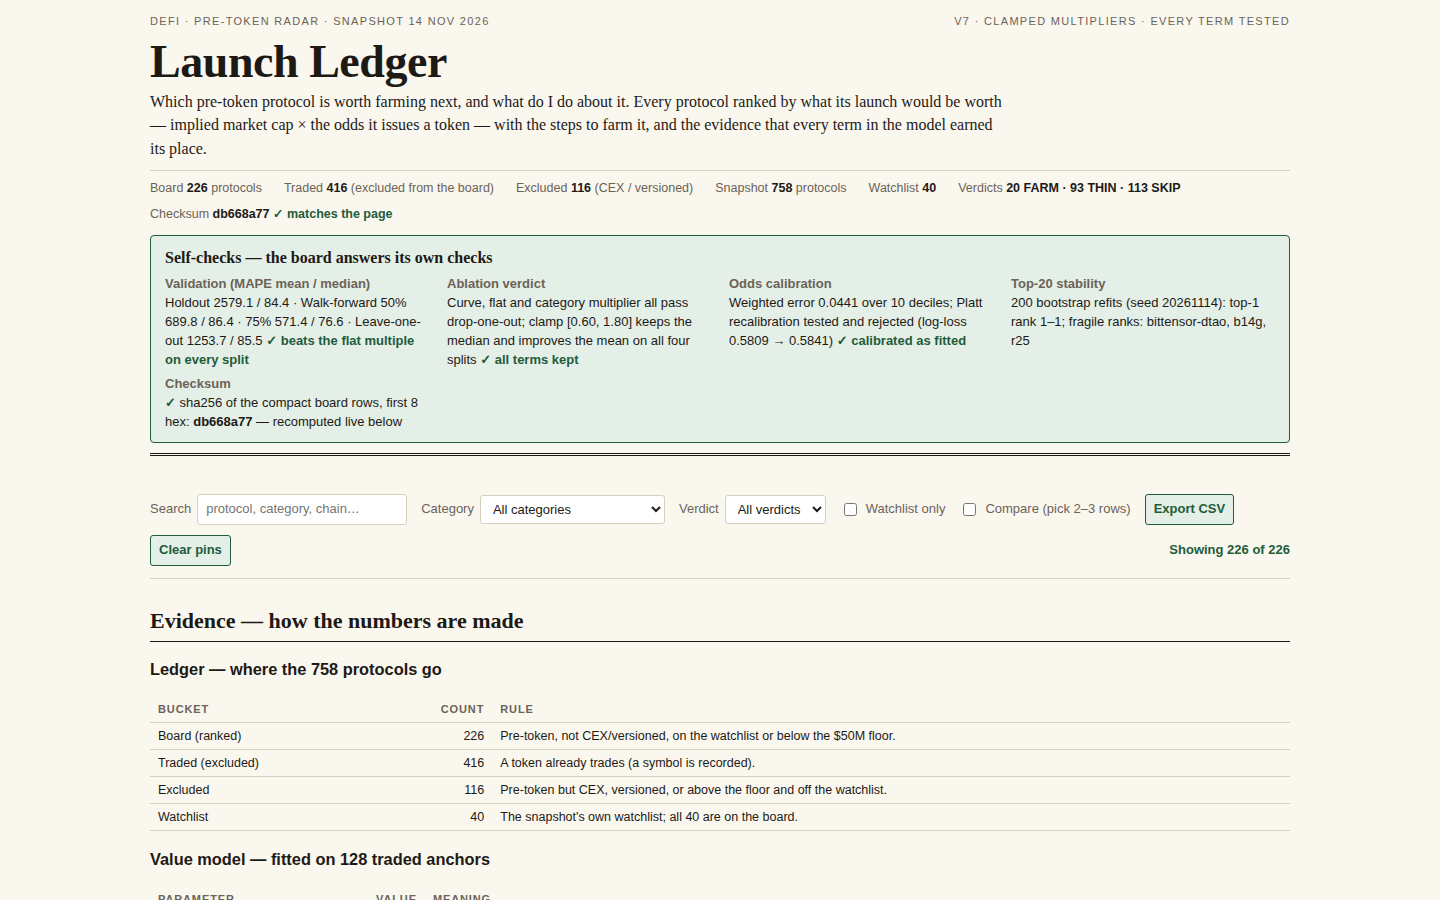 DEFI · PRE-TOKEN RADAR · SNAPSHOT 14 NOV 2026
V7 · CLAMPED MULTIPLIERS · EVERY TERM TESTED
Launch Ledger
Which pre-token protocol is worth farming next, and what do I do about it. Every protocol ranked by what its launch would be worth
— implied market cap × the odds it issues a token — with the steps to farm it, and the evidence that every term in the model earned
its place.
Board 226 protocols Traded 416 (excluded from the board) Excluded 116 (CEX / versioned) Snapshot 758 protocols Watchlist 40 Verdicts 20 FARM · 93 THIN · 113 SKIP
Checksum db668a77 ✓ matches the page
Self-checks — the board answers its own checks
Validation (MAPE mean / median)
Holdout 2579.1 / 84.4 · Walk-forward 50%
689.8 / 86.4 · 75% 571.4 / 76.6 · Leave-one-
out 1253.7 / 85.5 ✓ beats the flat multiple
on every split
Ablation verdict
Curve, flat and category multiplier all pass
drop-one-out; clamp [0.60, 1.80] keeps the
median and improves the mean on all four
splits ✓ all terms kept
Odds calibration
Weighted error 0.0441 over 10 deciles; Platt
recalibration tested and rejected (log-loss
0.5809 → 0.5841) ✓ calibrated as fitted
Top-20 stability
200 bootstrap refits (seed 20261114): top-1
rank 1–1; fragile ranks: bittensor-dtao, b14g,
r25
Checksum
✓ sha256 of the compact board rows, first 8
hex: db668a77 — recomputed live below
Search protocol, category, chain… Category All categories Verdict All verdicts Watchlist only Compare (pick 2–3 rows) Export CSV
Clear pins Showing 226 of 226
Evidence — how the numbers are made
Ledger — where the 758 protocols go
BUCKET COUNT RULE
Board (ranked) 226 Pre-token, not CEX/versioned, on the watchlist or below the $50M floor.
Traded (excluded) 416 A token already trades (a symbol is recorded).
Excluded 116 Pre-token but CEX, versioned, or above the floor and off the watchlist.
Watchlist 40 The snapshot's own watchlist; all 40 are on the board.
Value model — fitted on 128 traded anchors
PARAMETER VALUE MEANING